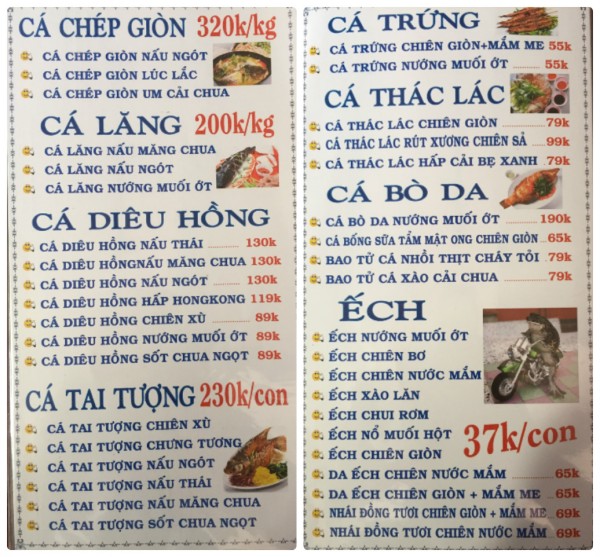 CÁ CHÉP GIÒN 320k/kg
CÁ CHÉP GIÒN NẤU NGÓT
CÁ CHÉP GIÒN LÚC LẮC
CÁ CHÉP GIÒN UM CẢI CHUA
CÁ LĂNG 200k/kg
CÁ LĂNG NẤU MĂNG CHUA
CÁ LĂNG NẤU NGÓT
CÁ LĂNG NƯỚNG MUỐI ỚT
CÁ DIÊU HỒNG
CÁ DIÊU HỒNG NẤU THÁI 130k
CÁ DIÊU HỒNGNẤU MĂNG CHUA 130k
CÁ DIÊU HỒNG NẤU NGÓT 130k
CÁ DIÊU HỒNG HẤP HONGKONG 119k
CÁ DIÊU HỒNG CHIÊN XÙ 89k
CÁ DIÊU HỒNG NƯỚNG MUỐI ỚT 89k
CÁ DIÊU HỒNG SỐT CHUA NGỌT 89k
CÁ TAI TƯỢNG 230k/con
CÁ TAI TƯỢNG CHIÊN XÙ
CÁ TAI TƯỢNG CHƯNG TƯƠNG
CÁ TAI TƯỢNG NẤU NGÓT
CÁ TAI TƯỢNG NẤU THÁI
CÁ TAI TƯỢNG NẤU MĂNG CHUA
CÁ TAI TƯỢNG SỐT CHUA NGỌT
CÁ TRỨNG
CÁ TRỨNG CHIÊN GIÒN+MẮM ME 55k
CÁ TRỨNG NƯỚNG MUỐI ỚT 55k
CÁ THÁC LÁC
CÁ THÁC LÁC CHIÊN GIÒN 79k
CÁ THÁC LÁC RÚT XƯƠNG CHIÊN SẢ 99k
CÁ THÁC LÁC HẤP CẢI BẸ XANH 79k
CÁ BÒ DA
CÁ BÒ DA NƯỚNG MUỐI ỚT 190k
CÁ BỐNG SỮA TẨM MẬT ONG CHIÊN GIÒN 65k
BAO TỬ CÁ NHỒI THỊT CHÁY TỎI 79k
BAO TỬ CÁ XÀO CẢI CHUA 79k
ẾCH
ẾCH NƯỚNG MUỐI ỚT
ẾCH CHIÊN BƠ
ẾCH CHIÊN NƯỚC MẮM
ẾCH XÀO LĂN
ẾCH CHUI RƠM
ẾCH NỔ MUỐI HỘT 37k/con
ẾCH CHIÊN GIÒN
DA ẾCH CHIÊN NƯỚC MẮM 65k
DA ẾCH CHIÊN GIÒN + MẮM ME 65k
NHÁI ĐỒNG TƯƠI CHIÊN GIÒN + MẮM ME 69k
NHÁI ĐỒNG TƯƠI CHIÊN NƯỚC MẮM 69k